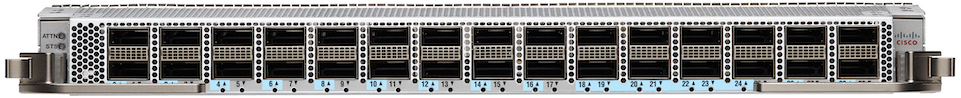 ATTN
STS
CISCO
4▲ 5▼ 6▲ 7▼ 8▲ 9▼ 10▲ 11▼ 12▲ 13▼ 14▲ 15▼ 16▲ 17▼ 18▲ 19▼ 20▲ 21▼ 22▲ 23▼ 24▲